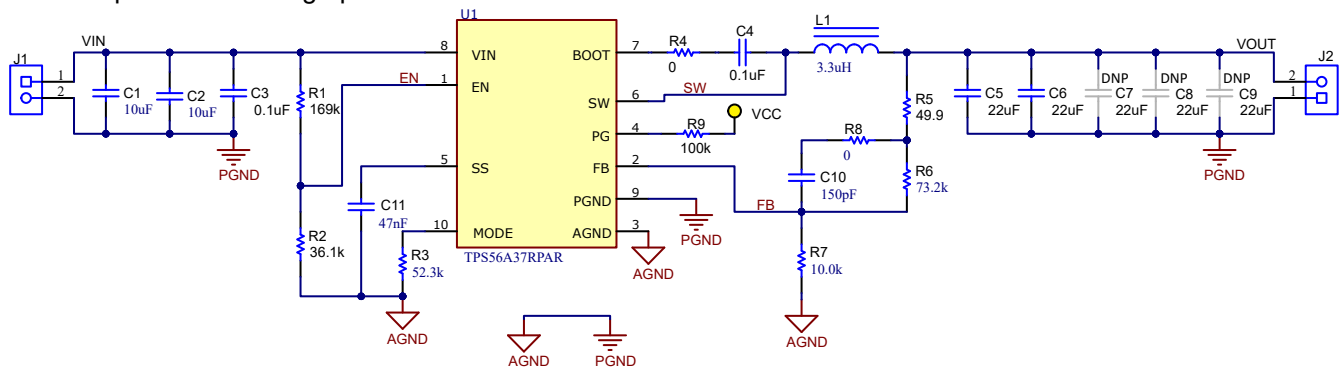 U1
TPS56A37RPAR
8
VIN
1
EN
5
SS
10
MODE
BOOT
7
SW
6
PG
4
FB
2
PGND
9
AGND
3
J1
1
2
VIN
C1
10uF
C2
10uF
C3
0.1uF
PGND
R1
169k
R2
36.1k
EN
C11
47nF
R3
52.3k
AGND
R4
0
C4
0.1uF
SW
L1
3.3uH
R9
100k
VCC
PGND
AGND
FB
R8
0
C10
150pF
R5
49.9
R6
73.2k
R7
10.0k
AGND
C5
22uF
C6
22uF
DNP
C7
22uF
DNP
C8
22uF
DNP
C9
22uF
PGND
VOUT
J2
2
1
AGND
PGND